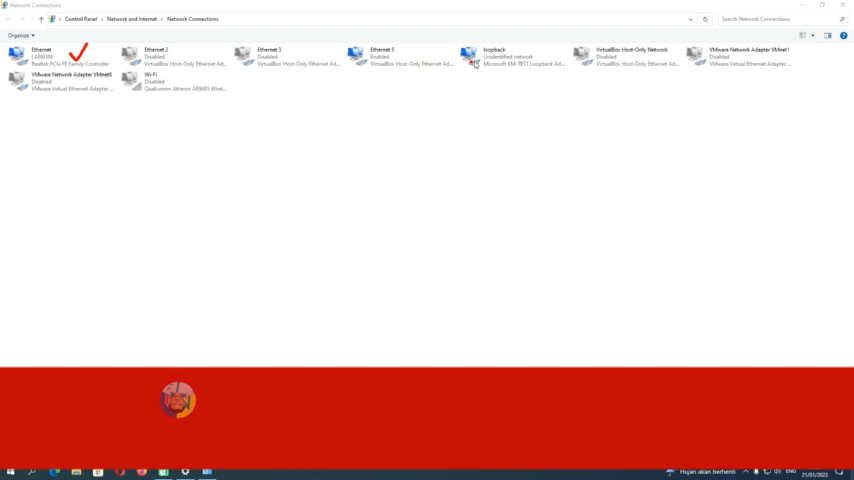 Network Connections
Control Panel
Network and Internet
Network Connections
Search Network Connections
Organize
Ethernet
LABKOM
Realtek PCIe FE Family Controller
Ethernet 2
Disabled
VirtualBox Host-Only Ethernet Ad...
Ethernet 3
Disabled
VirtualBox Host-Only Ethernet Ad...
Ethernet 5
Enabled
VirtualBox Host-Only Ethernet Ad...
loopback
Unidentified network
Microsoft KM-TEST Loopback Ad...
VirtualBox Host-Only Network
Disabled
VirtualBox Host-Only Ethernet Ad...
VMware Network Adapter VMnet1
Disabled
VMware Virtual Ethernet Adapter ...
VMware Network Adapter VMnet8
Disabled
VMware Virtual Ethernet Adapter ...
Wi-Fi
Disabled
Qualcomm Atheros AR9485 Wirel...
Hujan akan berhenti
ENG
21/01/2023